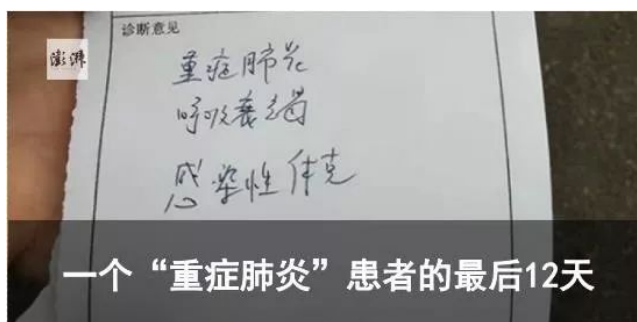 诊断意见
澎湃
重症肺炎
呼吸衰竭
感染性休克
一个“重症肺炎”患者的最后12天